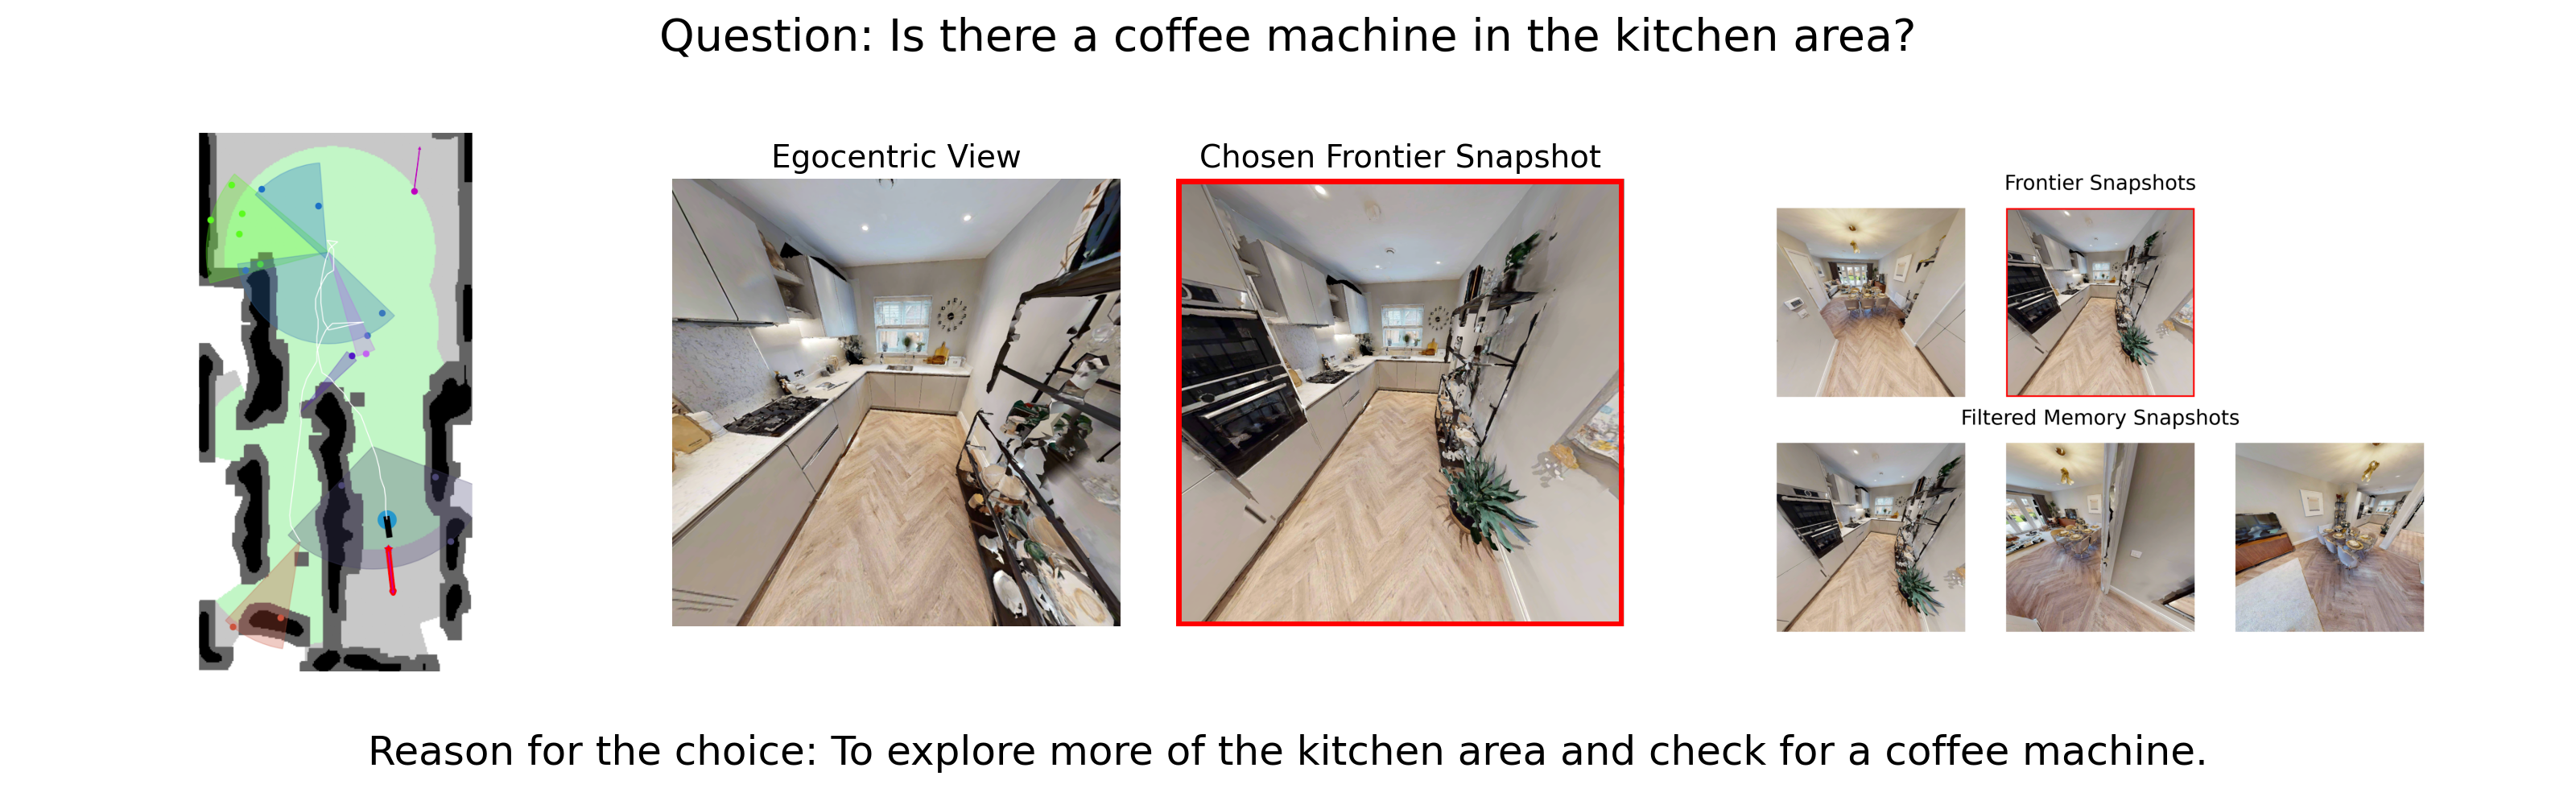 Question: Is there a coffee machine in the kitchen area?
Egocentric View
Chosen Frontier Snapshot
Frontier Snapshots
Filtered Memory Snapshots
Reason for the choice: To explore more of the kitchen area and check for a coffee machine.